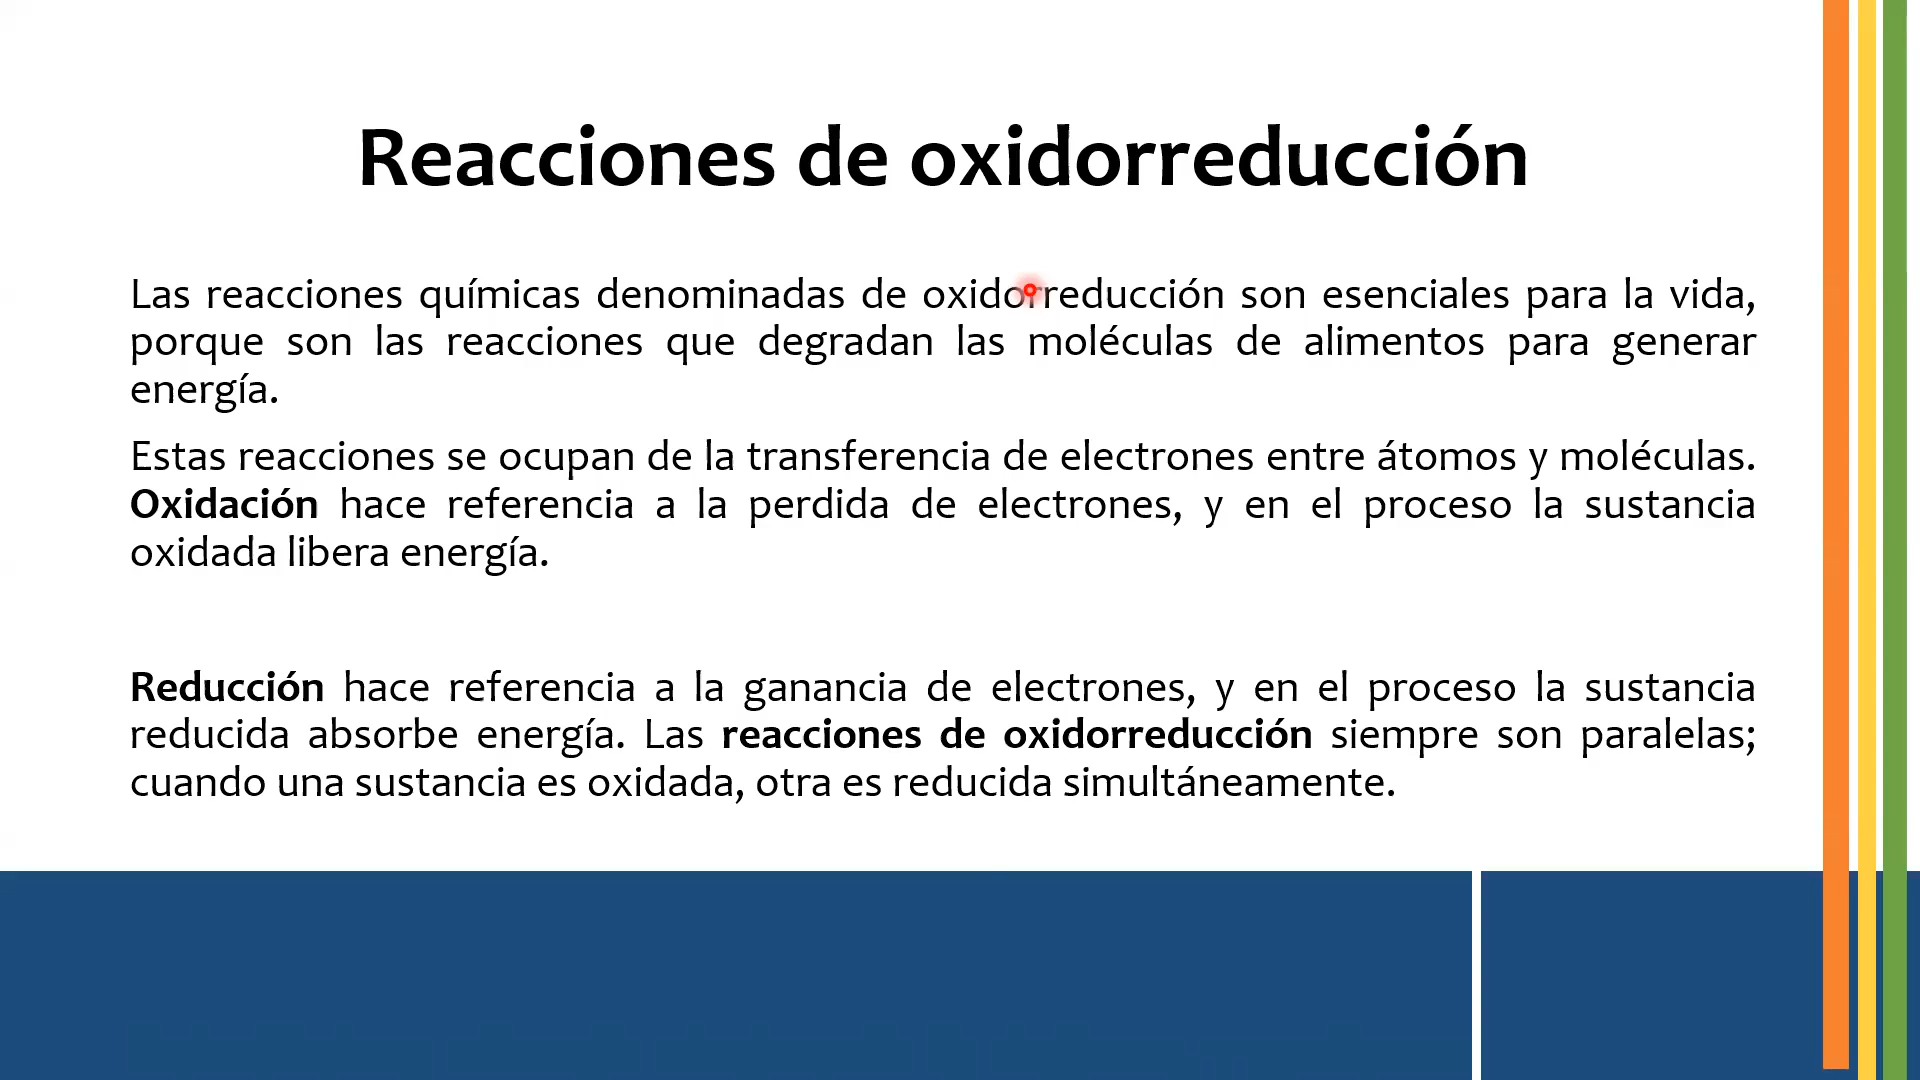 Reacciones de oxidorreducción
Las reacciones químicas denominadas de oxidorreducción son esenciales para la vida,
porque son las reacciones que degradan las moléculas de alimentos para generar
energía.
Estas reacciones se ocupan de la transferencia de electrones entre átomos y moléculas.
Oxidación hace referencia a la perdida de electrones, y en el proceso la sustancia
oxidada libera energía.
Reducción hace referencia a la ganancia de electrones, y en el proceso la sustancia
reducida absorbe energía. Las reacciones de oxidorreducción siempre son paralelas;
cuando una sustancia es oxidada, otra es reducida simultáneamente.